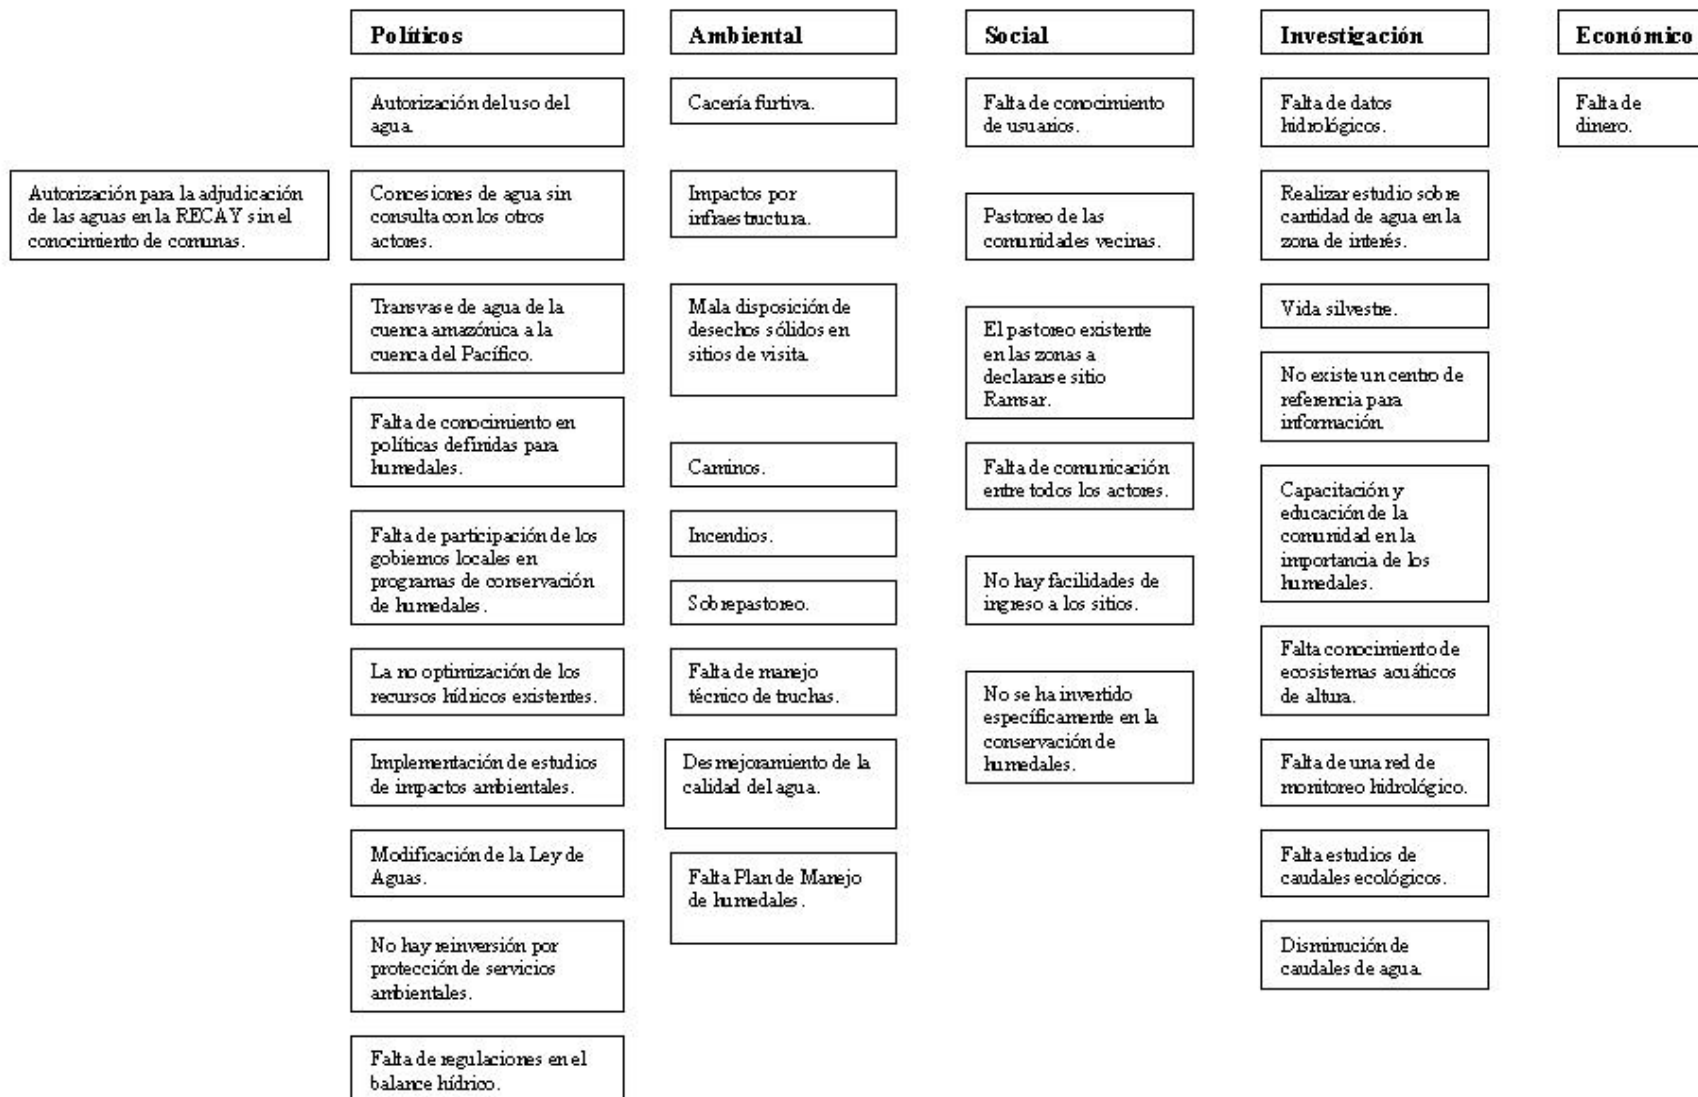 Políticos
Autorización del uso del
agua.
Autorización para la adjudicación
de las aguas en la RECAY sin el
conocimiento de comunas.
Concesiones de agua sin
consulta con los otros
actores.
Transvase de agua de la
cuenca amazónica a la
cuenca del Pacífico.
Falta de conocimiento en
políticas definidas para
humedales.
Falta de participación de los
gobiernos locales en
programas de conservación
de humedales.
La no optimización de los
recursos hídricos existentes.
Implementación de estudios
de impactos ambientales.
Modificación de la Ley de
Aguas.
No hay reinversión por
protección de servicios
ambientales.
Falta de regulaciones en el
balance hídrico.
Ambiental
Cacería furtiva.
Impactos por
infraestructura.
Mala disposición de
desechos sólidos en
sitios de visita.
Caminos.
Incendios.
Sobrepastoreo.
Falta de manejo
técnico de truchas.
Desmejoramiento de la
calidad del agua.
Falta Plan de Manejo
de humedales.
Social
Falta de conocimiento
de usuarios.
Pastoreo de las
comunidades vecinas.
El pastoreo existente
en las zonas a
declararse sitio
Ramsar.
Falta de comunicación
entre todos los actores.
No hay facilidades de
ingreso a los sitios.
No se ha invertido
específicamente en la
conservación de
humedales.
Investigación
Falta de datos
hidrológicos.
Realizar estudio sobre
cantidad de agua en la
zona de interés.
Vida silvestre.
No existe un centro de
referencia para
información.
Capacitación y
educación de la
comunidad en la
importancia de los
humedales.
Falta conocimiento de
ecosistemas acuáticos
de altura.
Falta de una red de
monitoreo hidrológico.
Falta estudios de
caudales ecológicos.
Disminución de
caudales de agua.
Económico
Falta de
dinero.